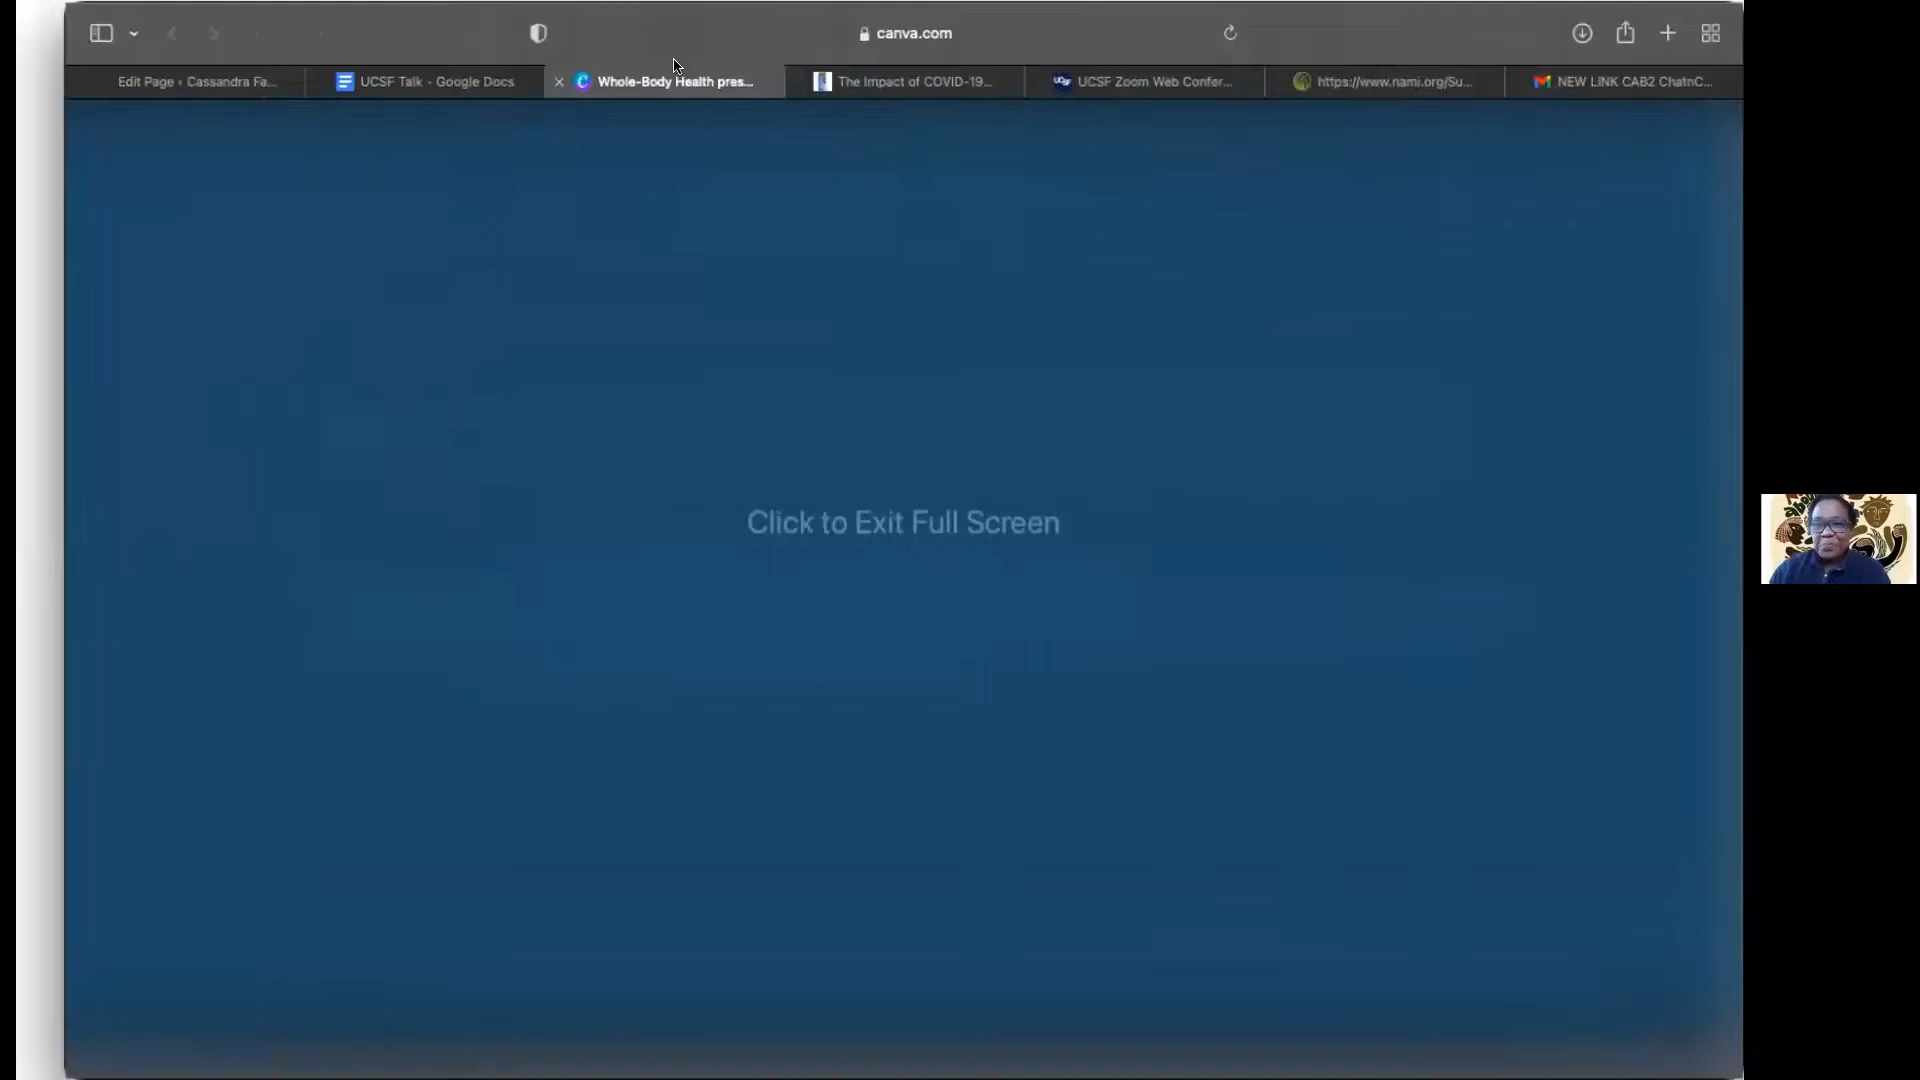 canva.com
Edit Page ‹ Cassandra Fa...
UCSF Talk - Google Docs
Whole-Body Health pres...
The Impact of COVID-19...
UCSF Zoom Web Confer...
https://www.nami.org/Su...
NEW LINK CAB2 ChatnC...
Click to Exit Full Screen